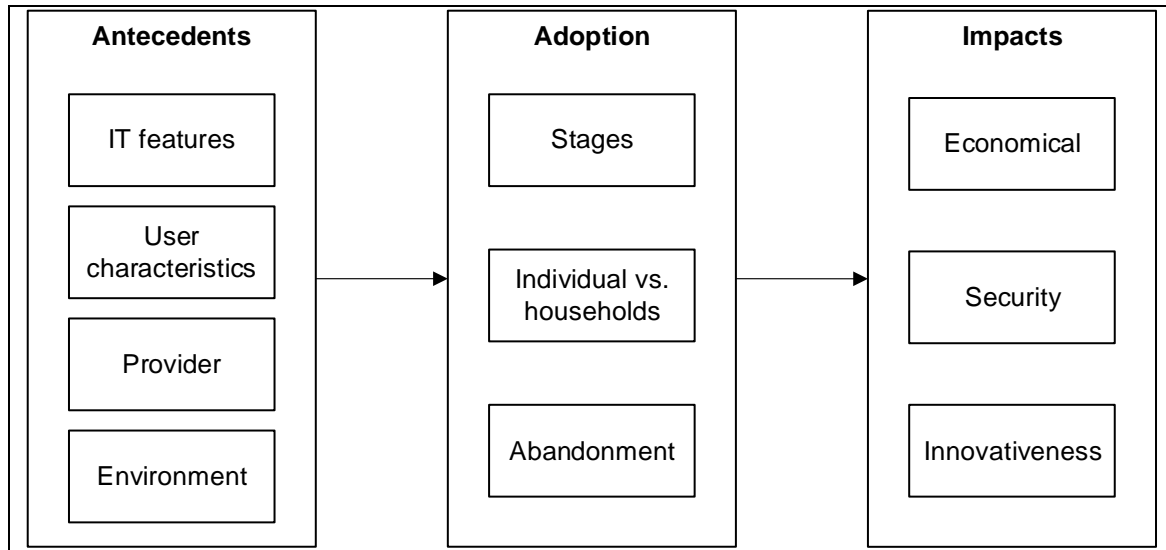 Antecedents
IT features
User
characteristics
Provider
Environment
Adoption
Stages
Individual vs.
households
Abandonment
Impacts
Economical
Security
Innovativeness